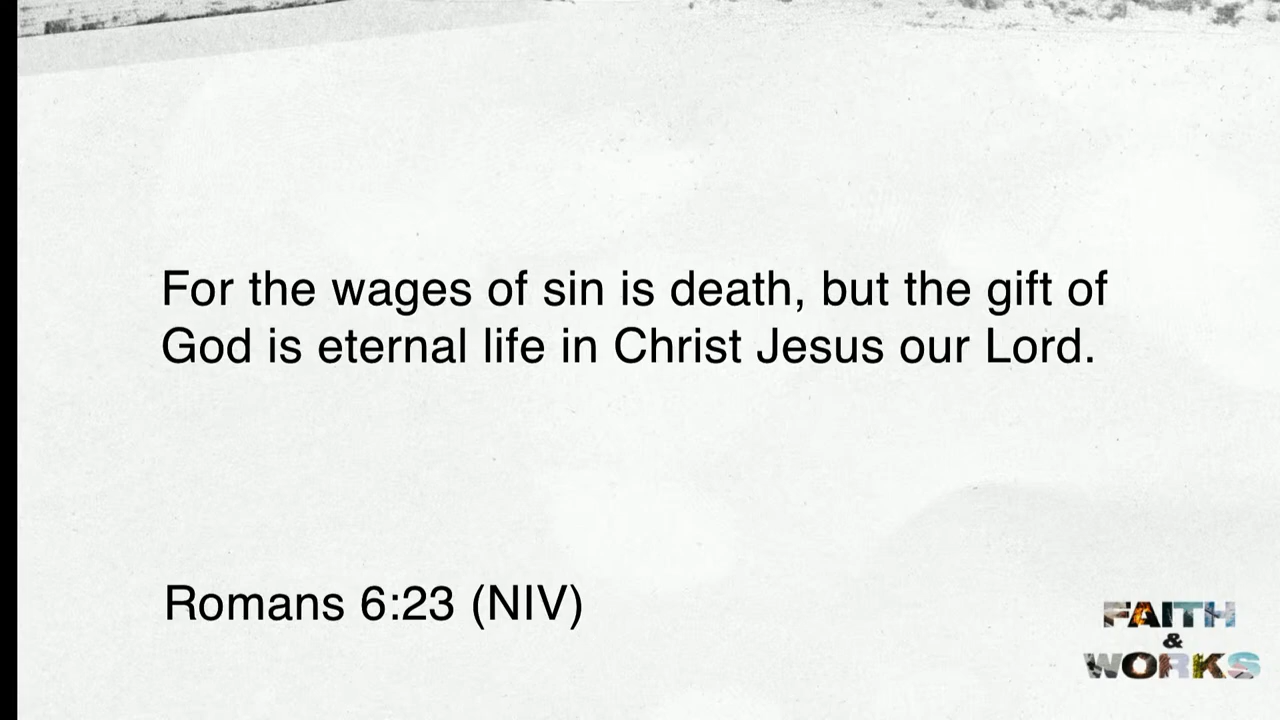 For the wages of sin is death, but the gift of
God is eternal life in Christ Jesus our Lord.
Romans 6:23 (NIV)
FAITH
&
WORKS